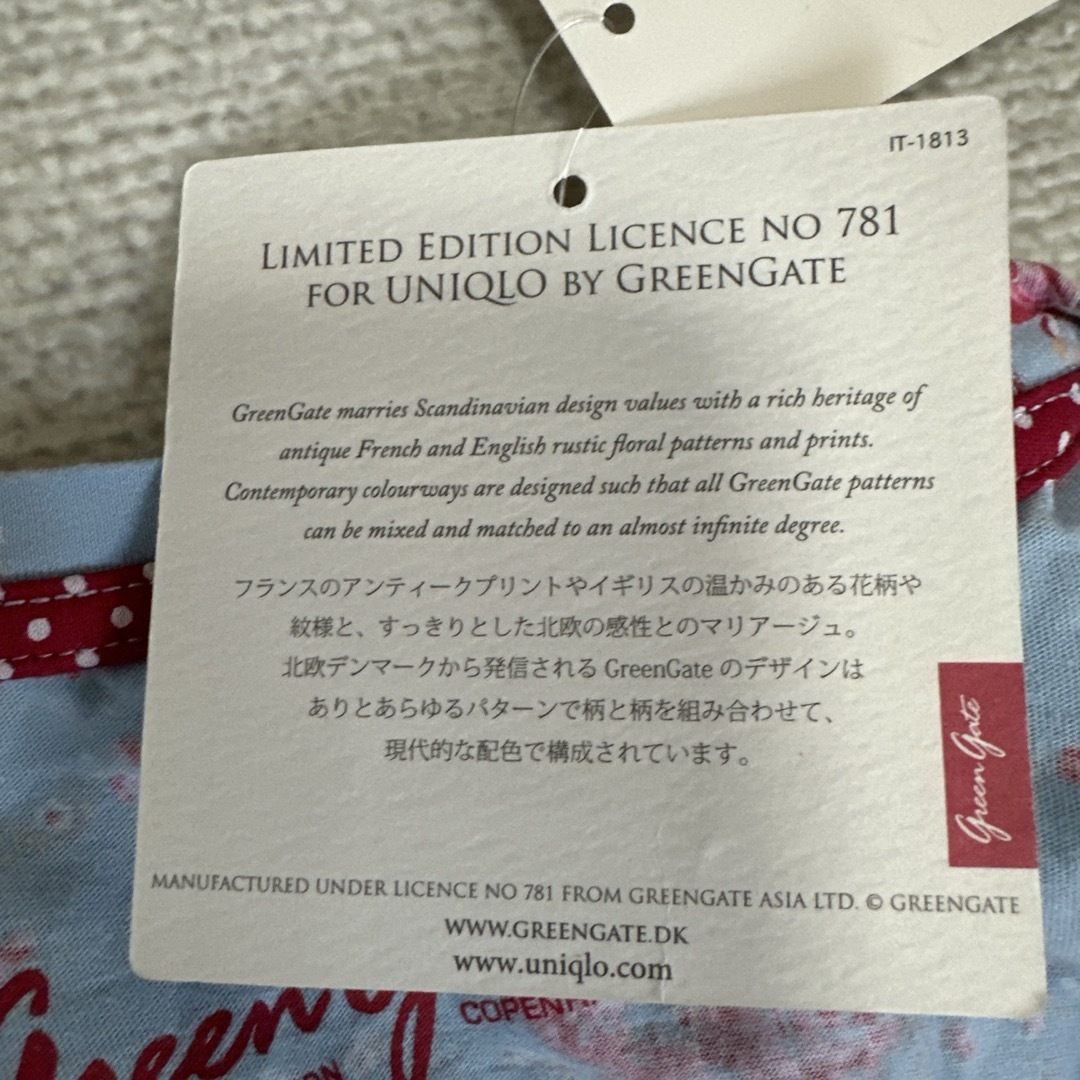 IT-1813
LIMITED EDITION LICENCE NO 781
FOR UNIQLO BY GREENGATE
GreenGate marries Scandinavian design values with a rich heritage of
antique French and English rustic floral patterns and prints.
Contemporary colourways are designed such that all GreenGate patterns
can be mixed and matched to an almost infinite degree.
フランスのアンティークプリントやイギリスの温かみのある花柄や
紋様と、すっきりとした北欧の感性とのマリアージュ。
北欧デンマークから発信される GreenGate のデザインは
ありとあらゆるパターンで柄と柄を組み合わせて、
現代的な配色で構成されています。
GreenGate
MANUFACTURED UNDER LICENCE NO 781 FROM GREENGATE ASIA LTD. © GREENGATE
WWW.GREENGATE.DK
www.uniqlo.com